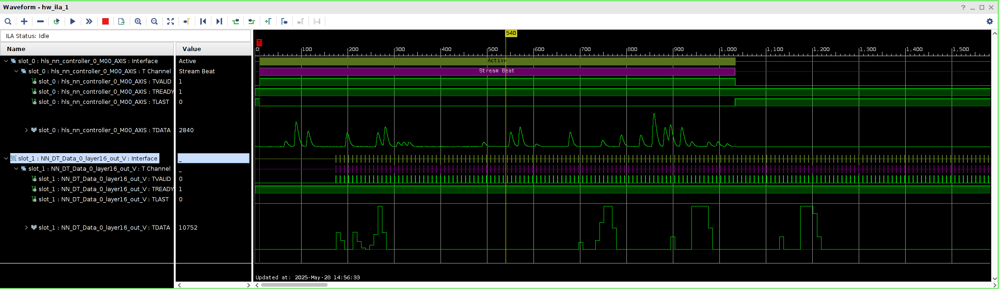 Waveform - hw_ila_1
ILA Status: Idle
Name Value
540
T
0 100 200 300 400 500 600 700 800 900 1,000 1,100 1,200 1,300 1,400 1,500
slot_0 : hls_nn_controller_0_M00_AXIS : Interface Active Active
slot_0 : hls_nn_controller_0_M00_AXIS : T Channel Stream Beat Stream Beat
slot_0 : hls_nn_controller_0_M00_AXIS : TVALID 1
slot_0 : hls_nn_controller_0_M00_AXIS : TREADY 1
slot_0 : hls_nn_controller_0_M00_AXIS : TLAST 0
slot_0 : hls_nn_controller_0_M00_AXIS : TDATA 2840
slot_1 : NN_DT_Data_0_layer16_out_V : Interface _
slot_1 : NN_DT_Data_0_layer16_out_V : T Channel _
slot_1 : NN_DT_Data_0_layer16_out_V : TVALID 0
slot_1 : NN_DT_Data_0_layer16_out_V : TREADY 1
slot_1 : NN_DT_Data_0_layer16_out_V : TLAST 0
slot_1 : NN_DT_Data_0_layer16_out_V : TDATA 10752
Updated at: 2025-May-28 14:56:33